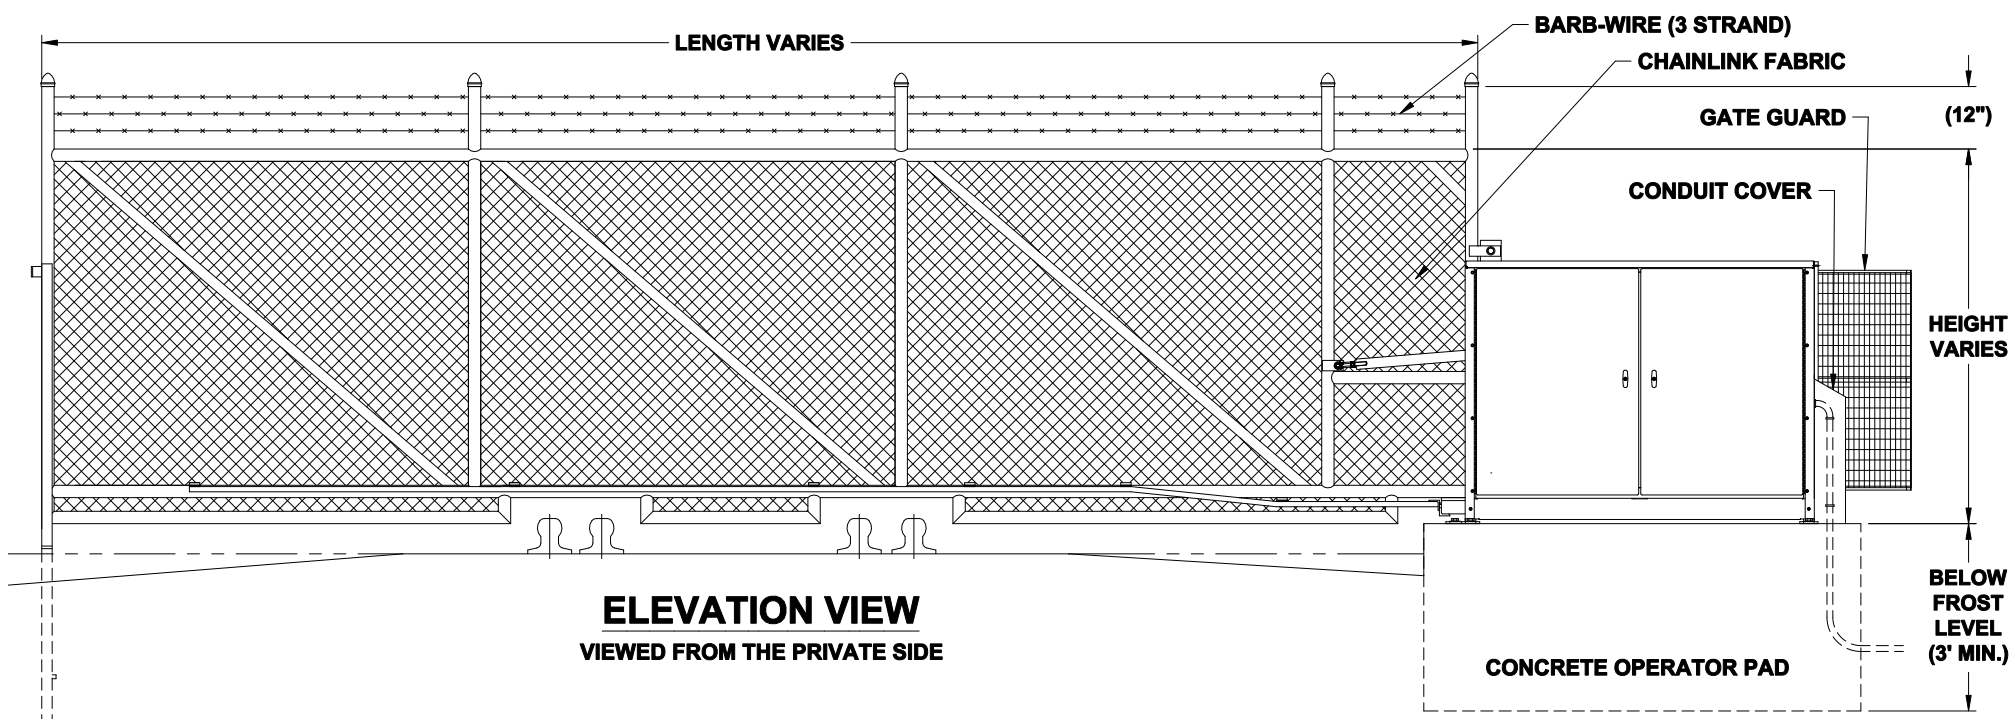 BARB-WIRE (3 STRAND)
LENGTH VARIES
CHAINLINK FABRIC
GATE GUARD
(12")
CONDUIT COVER
HEIGHT
VARIES
BELOW
FROST
LEVEL
(3' MIN.)
ELEVATION VIEW
VIEWED FROM THE PRIVATE SIDE
CONCRETE OPERATOR PAD